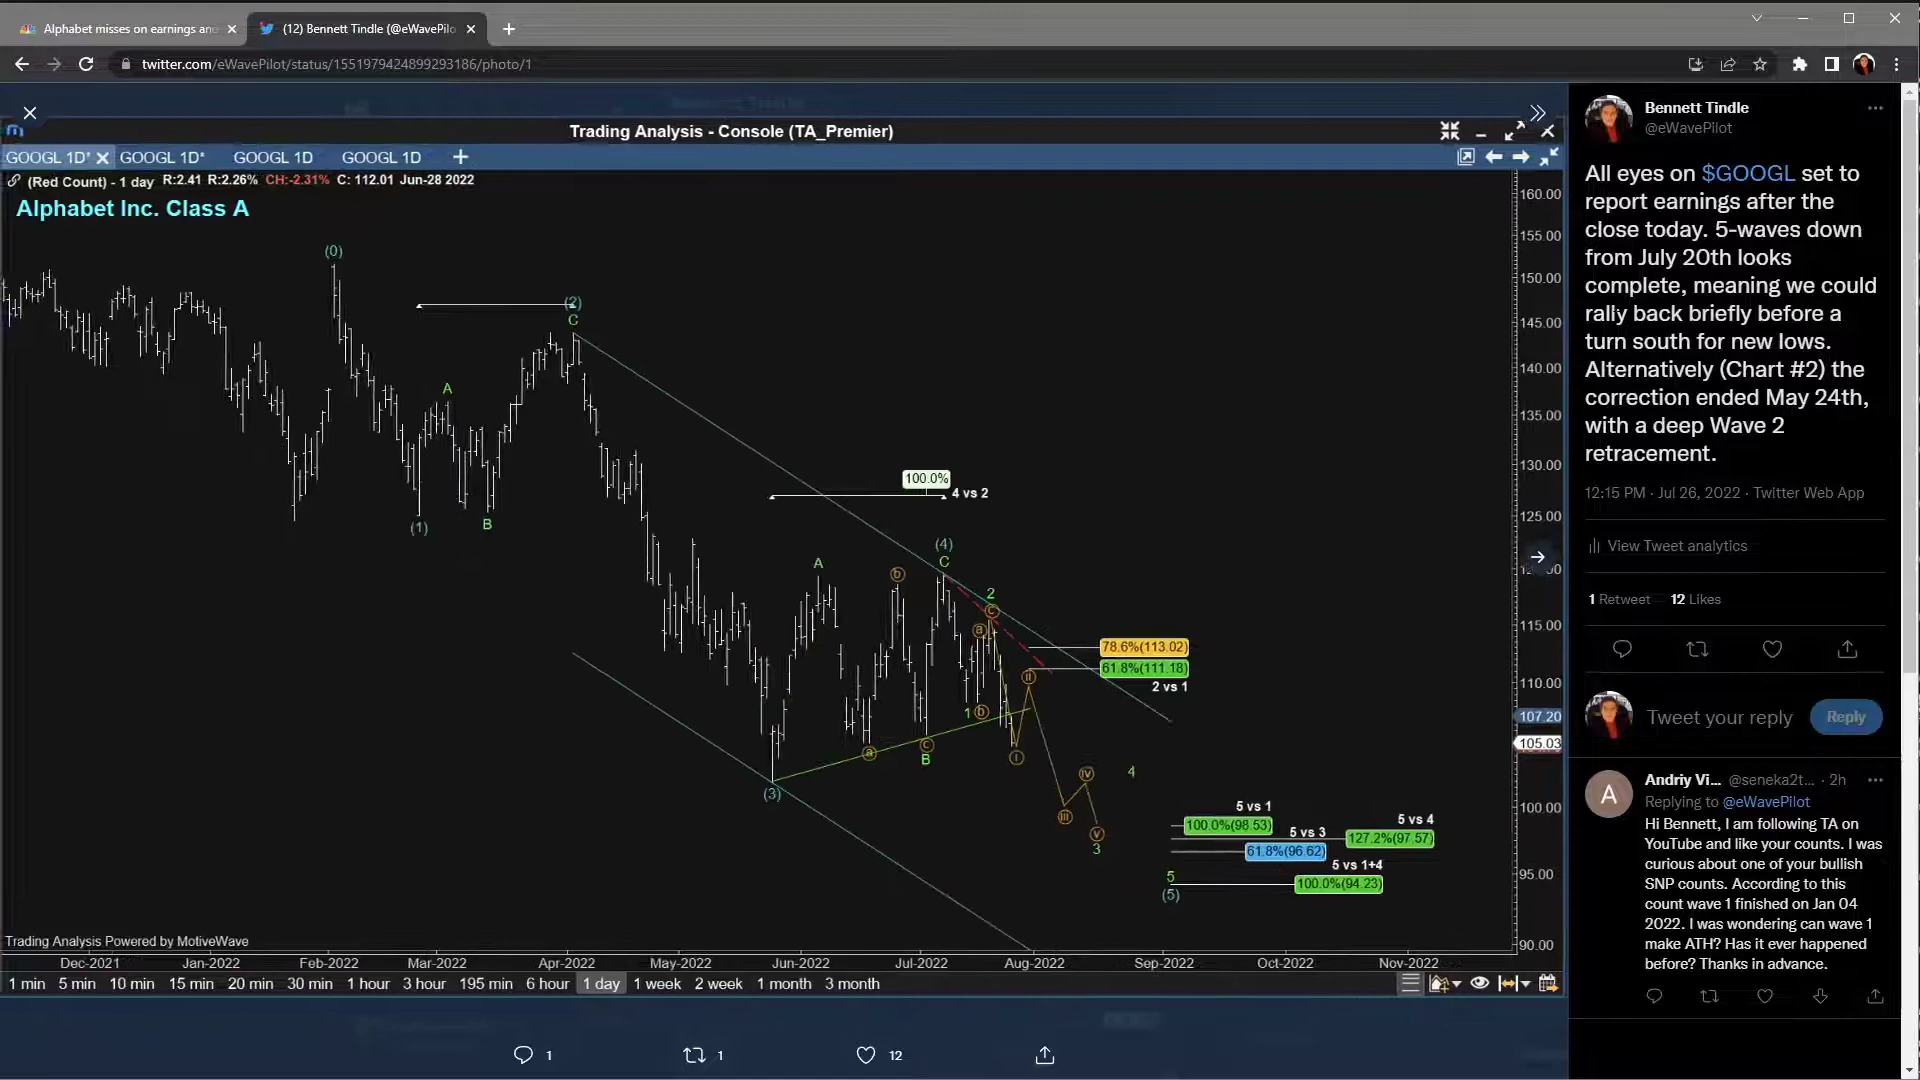 Alphabet misses on earnings and
(12) Bennett Tindle (@eWavePilo
twitter.com/eWavePilot/status/1551979424899293186/photo/1
Trading Analysis - Console (TA_Premier)
GOOGL 1D*
GOOGL 1D*
GOOGL 1D
GOOGL 1D
(Red Count) - 1 day R:2.41 R:2.26% CH:-2.31% C: 112.01 Jun-28 2022
Alphabet Inc. Class A
160.00
155.00
150.00
145.00
140.00
135.00
130.00
125.00
115.00
110.00
107.20
105.03
100.00
95.00
90.00
(0)
(2)
C
A
(1)
B
100.0%
4 vs 2
(4)
C
A
b
2
c
a
78.6%(113.02)
61.8%(111.18)
2 vs 1
ii
1 b
a
c
B
i
(3)
iv
4
iii
v
3
5 vs 1
100.0%(98.53)
5 vs 4
5 vs 3
127.2%(97.57)
61.8%(96.62)
5 vs 1+4
100.0%(94.23)
5
(5)
Trading Analysis Powered by MotiveWave
Dec-2021 Jan-2022 Feb-2022 Mar-2022 Apr-2022 May-2022 Jun-2022 Jul-2022 Aug-2022 Sep-2022 Oct-2022 Nov-2022
1 min 5 min 10 min 15 min 20 min 30 min 1 hour 3 hour 195 min 6 hour 1 day 1 week 2 week 1 month 3 month
1
1
12
Bennett Tindle
@eWavePilot
All eyes on $GOOGL set to
report earnings after the
close today. 5-waves down
from July 20th looks
complete, meaning we could
rally back briefly before a
turn south for new lows.
Alternatively (Chart #2) the
correction ended May 24th,
with a deep Wave 2
retracement.
12:15 PM · Jul 26, 2022 · Twitter Web App
View Tweet analytics
1 Retweet 12 Likes
Tweet your reply
Reply
A
Andriy Vi... @seneka2t... · 2h
Replying to @eWavePilot
Hi Bennett, I am following TA on
YouTube and like your counts. I was
curious about one of your bullish
SNP counts. According to this
count wave 1 finished on Jan 04
2022. I was wondering can wave 1
make ATH? Has it ever happened
before? Thanks in advance.